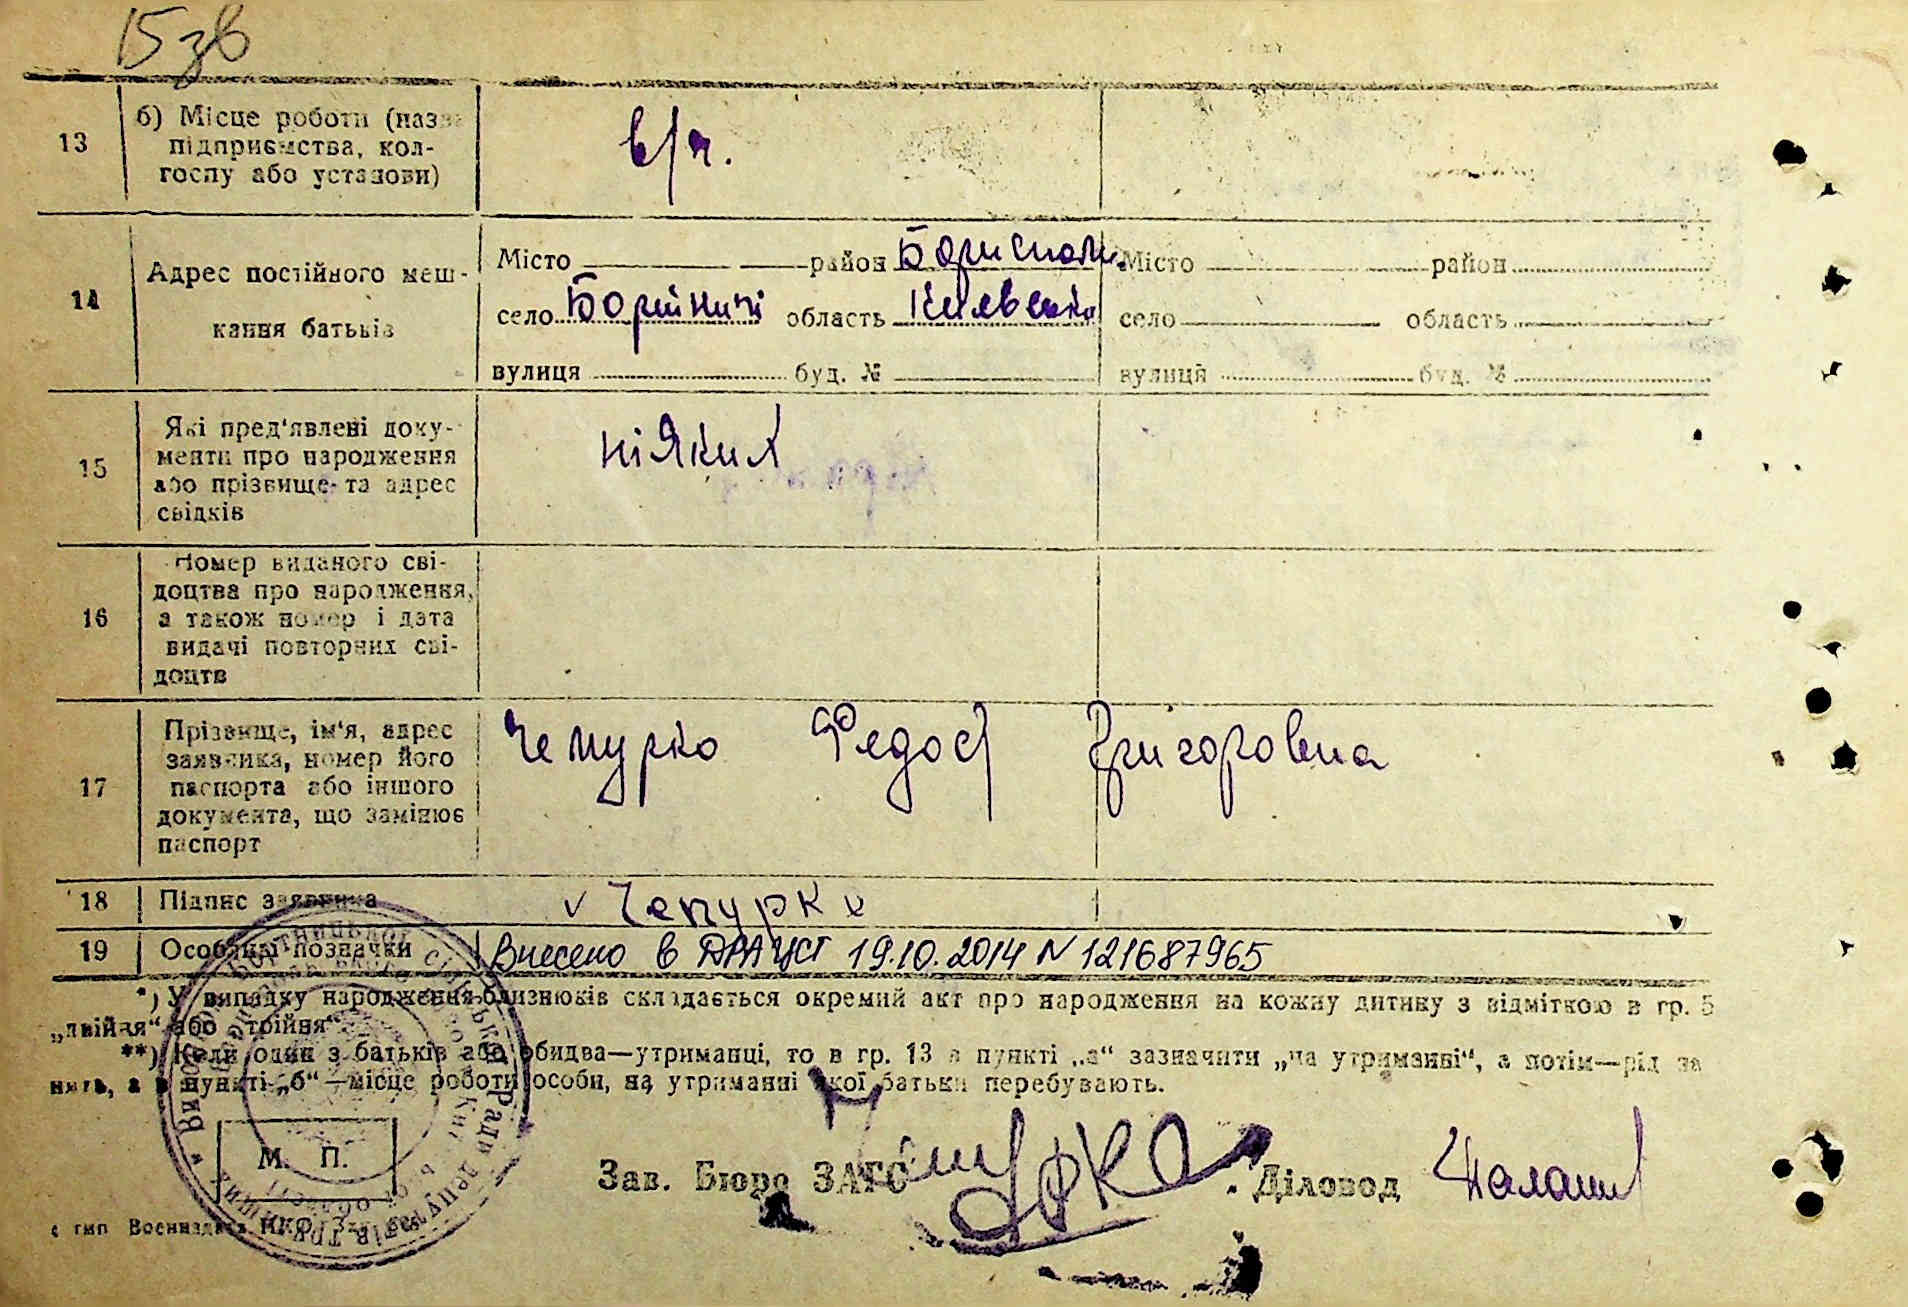 15зв
13 б) Місце роботи (назва підприємства, колгоспу або установи) в/ч.
14 Адрес постійного мешкання батьків
Місто район Бориспол. Місто район
село Бортничі область Киевська село область
вулиця буд. № вулиця буд. №
15 Які пред'явлені документи про народження або прізвище та адрес свідків ніяких
16 Номер виданого свідоцтва про народження, а також номер і дата видачі повторних свідоцтв
17 Прізвище, ім'я, адрес заявника, номер його паспорта або іншого документа, що замінює паспорт Чепурко Федосія Григоровена
18 Підпис заявника v Чепурко
19 Особливі позначки Внесено в ДРАЦСГ 19.10.2014 N 121687965
*) У випадку народження близнюків складається окремий акт про народження на кожну дитину з відміткою в гр. 5
„двійня“ або „трійня“.
**) Коли один з батьків або обидва—утриманці, то в гр. 13 в пункті „а“ зазначити „на утриманні“, а потім—рід за
няття, а в пункті „б“—місце роботи особи, на утриманні якої батьки перебувають.
М. П.
Зав. Бюро ЗАГС Діловод